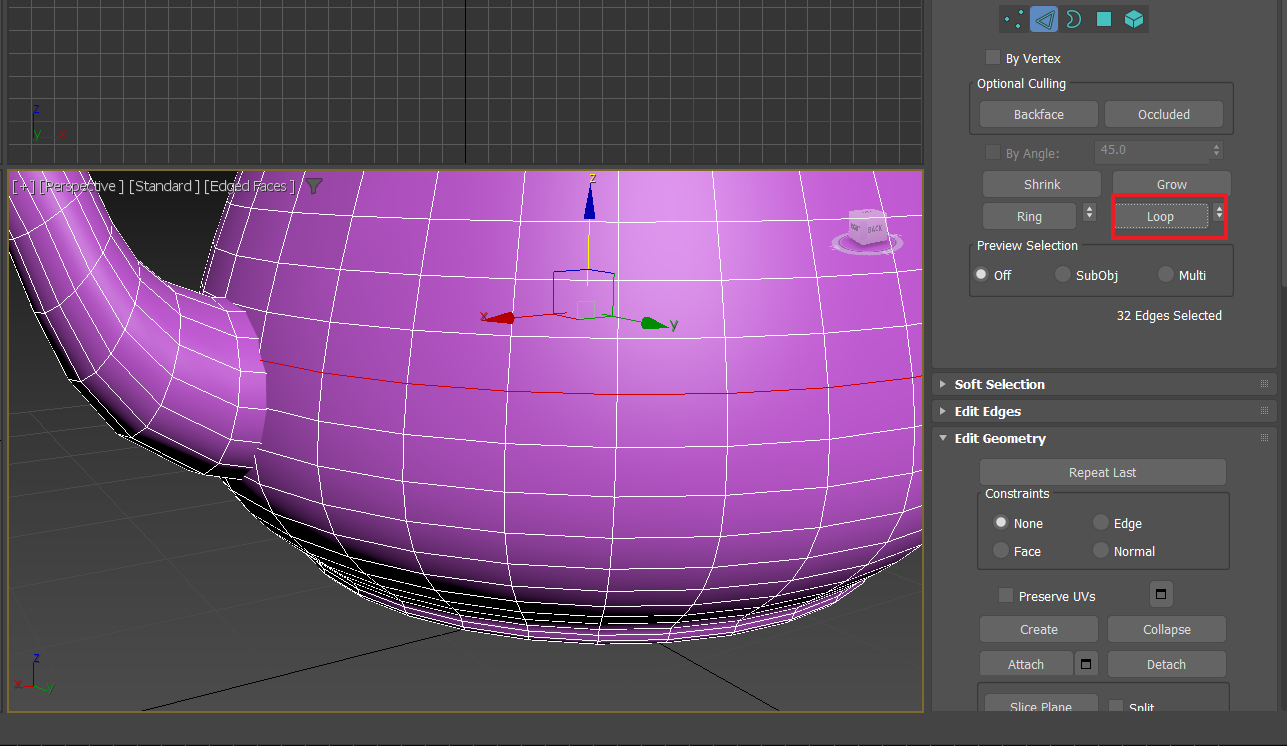 By Vertex
Optional Culling
Backface Occluded
By Angle: 45.0
Shrink Grow
Ring Loop
Preview Selection
Off SubObj Multi
32 Edges Selected
Soft Selection
Edit Edges
Edit Geometry
Repeat Last
Constraints
None Edge
Face Normal
Preserve UVs
Create Collapse
Attach Detach
Slice Plane Split
z
y x
[+] [Perspective ] [Standard ] [Edged Faces ]
z
BACK
x y
z
x y